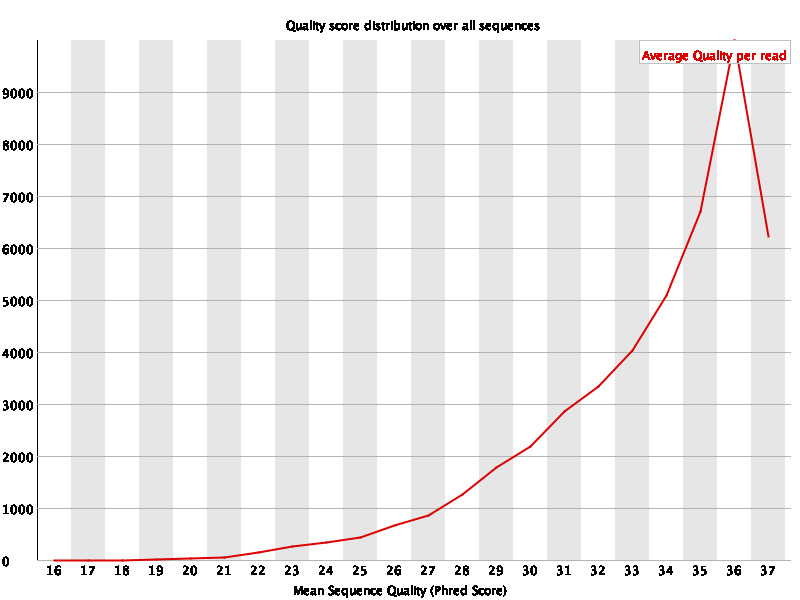 Quality score distribution over all sequences
Average Quality per read
9000
8000
7000
6000
5000
4000
3000
2000
1000
0
16 17 18 19 20 21 22 23 24 25 26 27 28 29 30 31 32 33 34 35 36 37
Mean Sequence Quality (Phred Score)